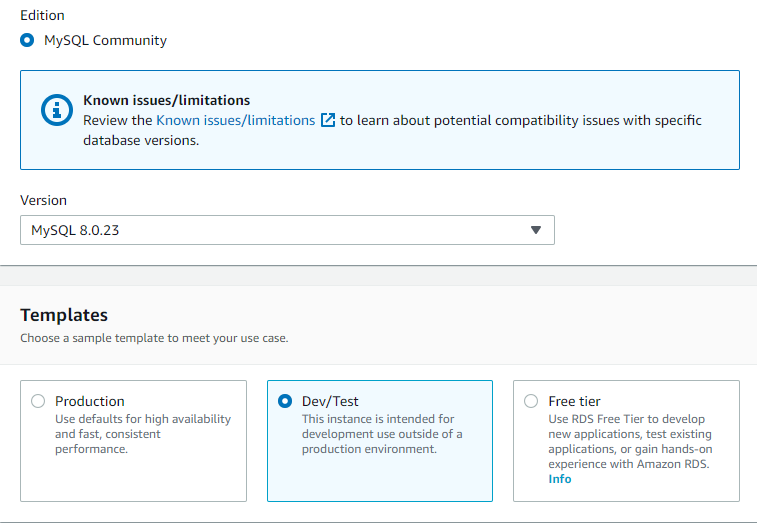 Edition
MySQL Community
Known issues/limitations
Review the Known issues/limitations to learn about potential compatibility issues with specific
database versions.
Version
MySQL 8.0.23
Templates
Choose a sample template to meet your use case.
Production
Use defaults for high availability
and fast, consistent
performance.
Dev/Test
This instance is intended for
development use outside of a
production environment.
Free tier
Use RDS Free Tier to develop
new applications, test existing
applications, or gain hands-on
experience with Amazon RDS.
Info